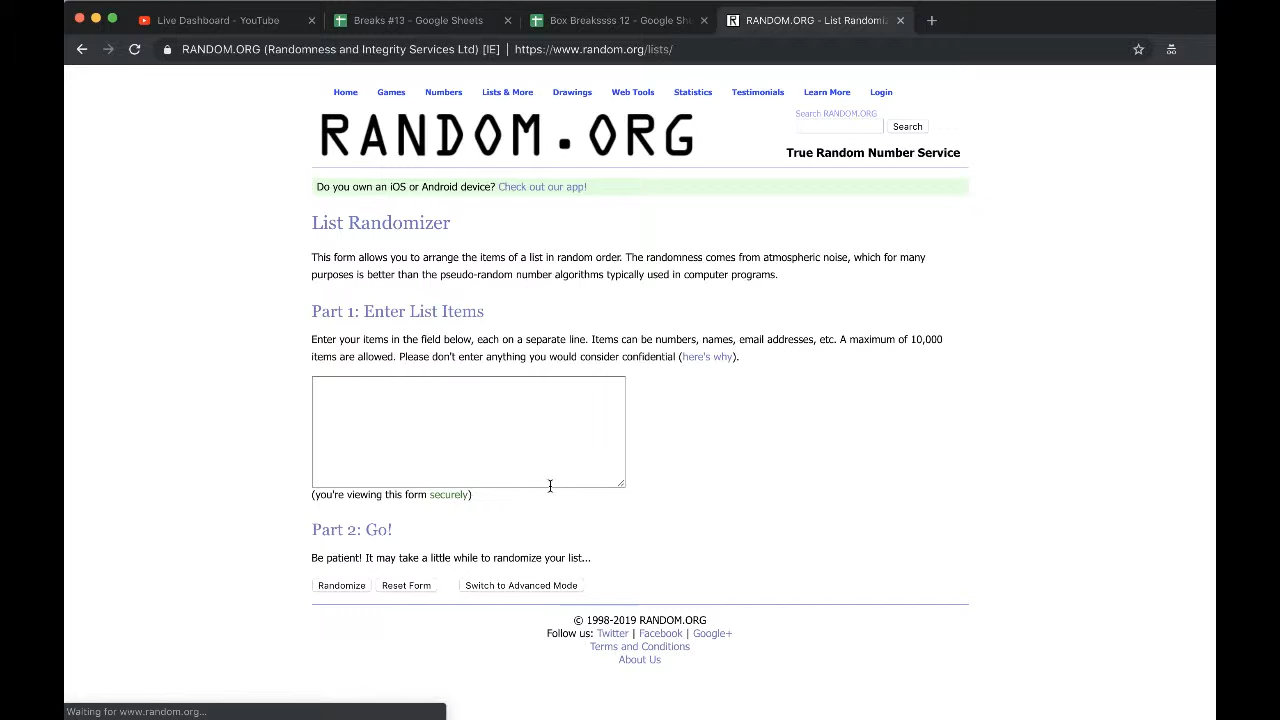 Live Dashboard - YouTube
Breaks #13 - Google Sheets
Box Breakssss 12 - Google She
RANDOM.ORG - List Randomiz
RANDOM.ORG (Randomness and Integrity Services Ltd) [IE] | https://www.random.org/lists/
Home Games Numbers Lists & More Drawings Web Tools Statistics Testimonials Learn More Login
Search RANDOM.ORG
Search
RANDOM.ORG
True Random Number Service
Do you own an iOS or Android device? Check out our app!
List Randomizer
This form allows you to arrange the items of a list in random order. The randomness comes from atmospheric noise, which for many
purposes is better than the pseudo-random number algorithms typically used in computer programs.
Part 1: Enter List Items
Enter your items in the field below, each on a separate line. Items can be numbers, names, email addresses, etc. A maximum of 10,000
items are allowed. Please don't enter anything you would consider confidential (here's why).
(you're viewing this form securely)
Part 2: Go!
Be patient! It may take a little while to randomize your list...
Randomize Reset Form Switch to Advanced Mode
© 1998-2019 RANDOM.ORG
Follow us: Twitter | Facebook | Google+
Terms and Conditions
About Us
Waiting for www.random.org...